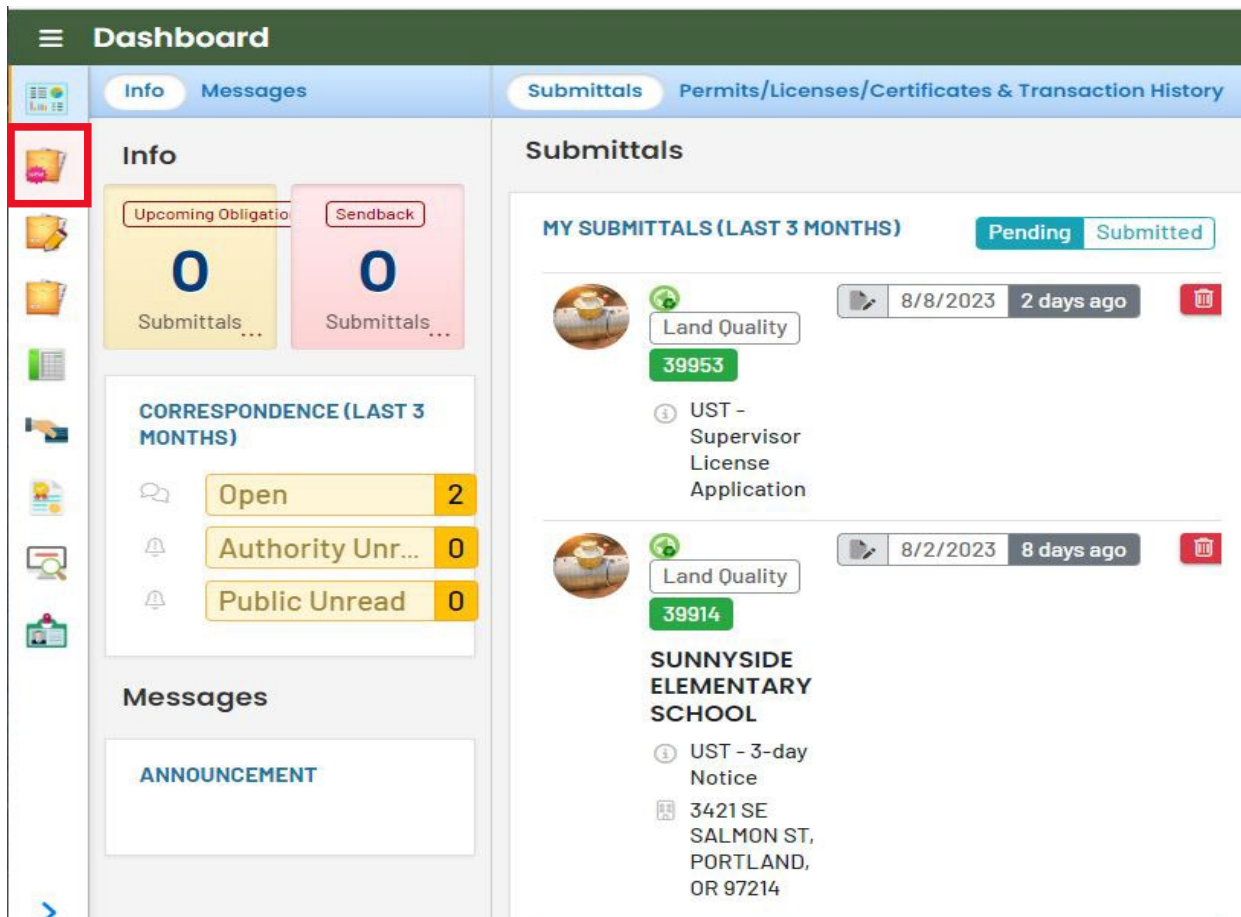 Dashboard
Info Messages
Submittals Permits/Licenses/Certificates & Transaction History
Info
Upcoming Obligatio
0
Submittals...
Sendback
0
Submittals...
CORRESPONDENCE (LAST 3
MONTHS)
Open 2
Authority Unr... 0
Public Unread 0
Messages
ANNOUNCEMENT
Submittals
MY SUBMITTALS (LAST 3 MONTHS) Pending Submitted
8/8/2023 2 days ago
Land Quality
39953
UST -
Supervisor
License
Application
8/2/2023 8 days ago
Land Quality
39914
SUNNYSIDE
ELEMENTARY
SCHOOL
UST - 3-day
Notice
3421 SE
SALMON ST,
PORTLAND,
OR 97214